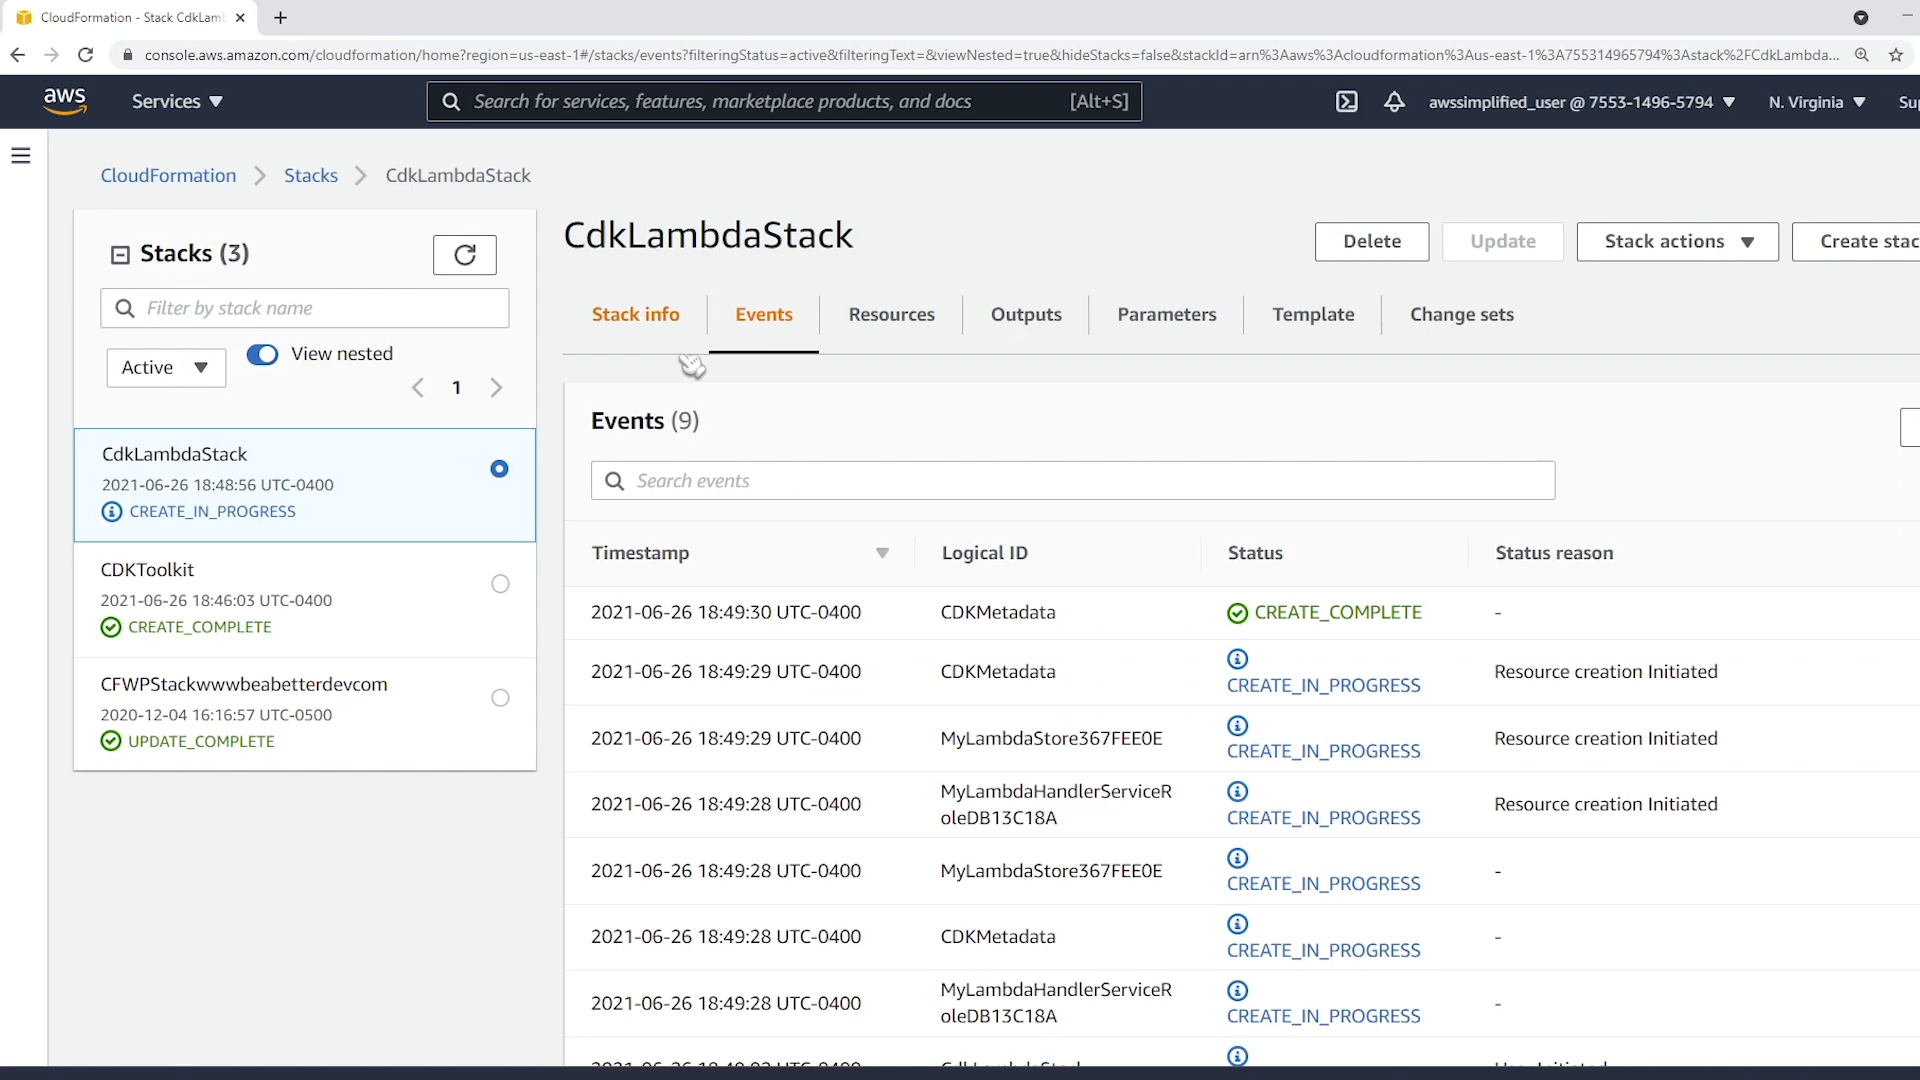 CloudFormation - Stack CdkLam
console.aws.amazon.com/cloudformation/home?region=us-east-1#/stacks/events?filteringStatus=active&filteringText=&viewNested=true&hideStacks=false&stackId=arn%3Aaws%3Acloudformation%3Aus-east-1%3A755314965794%3Astack%2FCdkLambda...
aws
Services
Search for services, features, marketplace products, and docs
[Alt+S]
awssimplified_user @ 7553-1496-5794
N. Virginia
Su
CloudFormation
Stacks
CdkLambdaStack
Stacks (3)
Filter by stack name
Active
View nested
1
CdkLambdaStack
2021-06-26 18:48:56 UTC-0400
CREATE_IN_PROGRESS
CDKToolkit
2021-06-26 18:46:03 UTC-0400
CREATE_COMPLETE
CFWPStackwwwbeabetterdevcom
2020-12-04 16:16:57 UTC-0500
UPDATE_COMPLETE
CdkLambdaStack
Delete
Update
Stack actions
Create stac
Stack info
Events
Resources
Outputs
Parameters
Template
Change sets
Events (9)
Search events
Timestamp
Logical ID
Status
Status reason
2021-06-26 18:49:30 UTC-0400
CDKMetadata
CREATE_COMPLETE
-
2021-06-26 18:49:29 UTC-0400
CDKMetadata
CREATE_IN_PROGRESS
Resource creation Initiated
2021-06-26 18:49:29 UTC-0400
MyLambdaStore367FEE0E
CREATE_IN_PROGRESS
Resource creation Initiated
2021-06-26 18:49:28 UTC-0400
MyLambdaHandlerServiceR
oleDB13C18A
CREATE_IN_PROGRESS
Resource creation Initiated
2021-06-26 18:49:28 UTC-0400
MyLambdaStore367FEE0E
CREATE_IN_PROGRESS
-
2021-06-26 18:49:28 UTC-0400
CDKMetadata
CREATE_IN_PROGRESS
-
2021-06-26 18:49:28 UTC-0400
MyLambdaHandlerServiceR
oleDB13C18A
CREATE_IN_PROGRESS
-